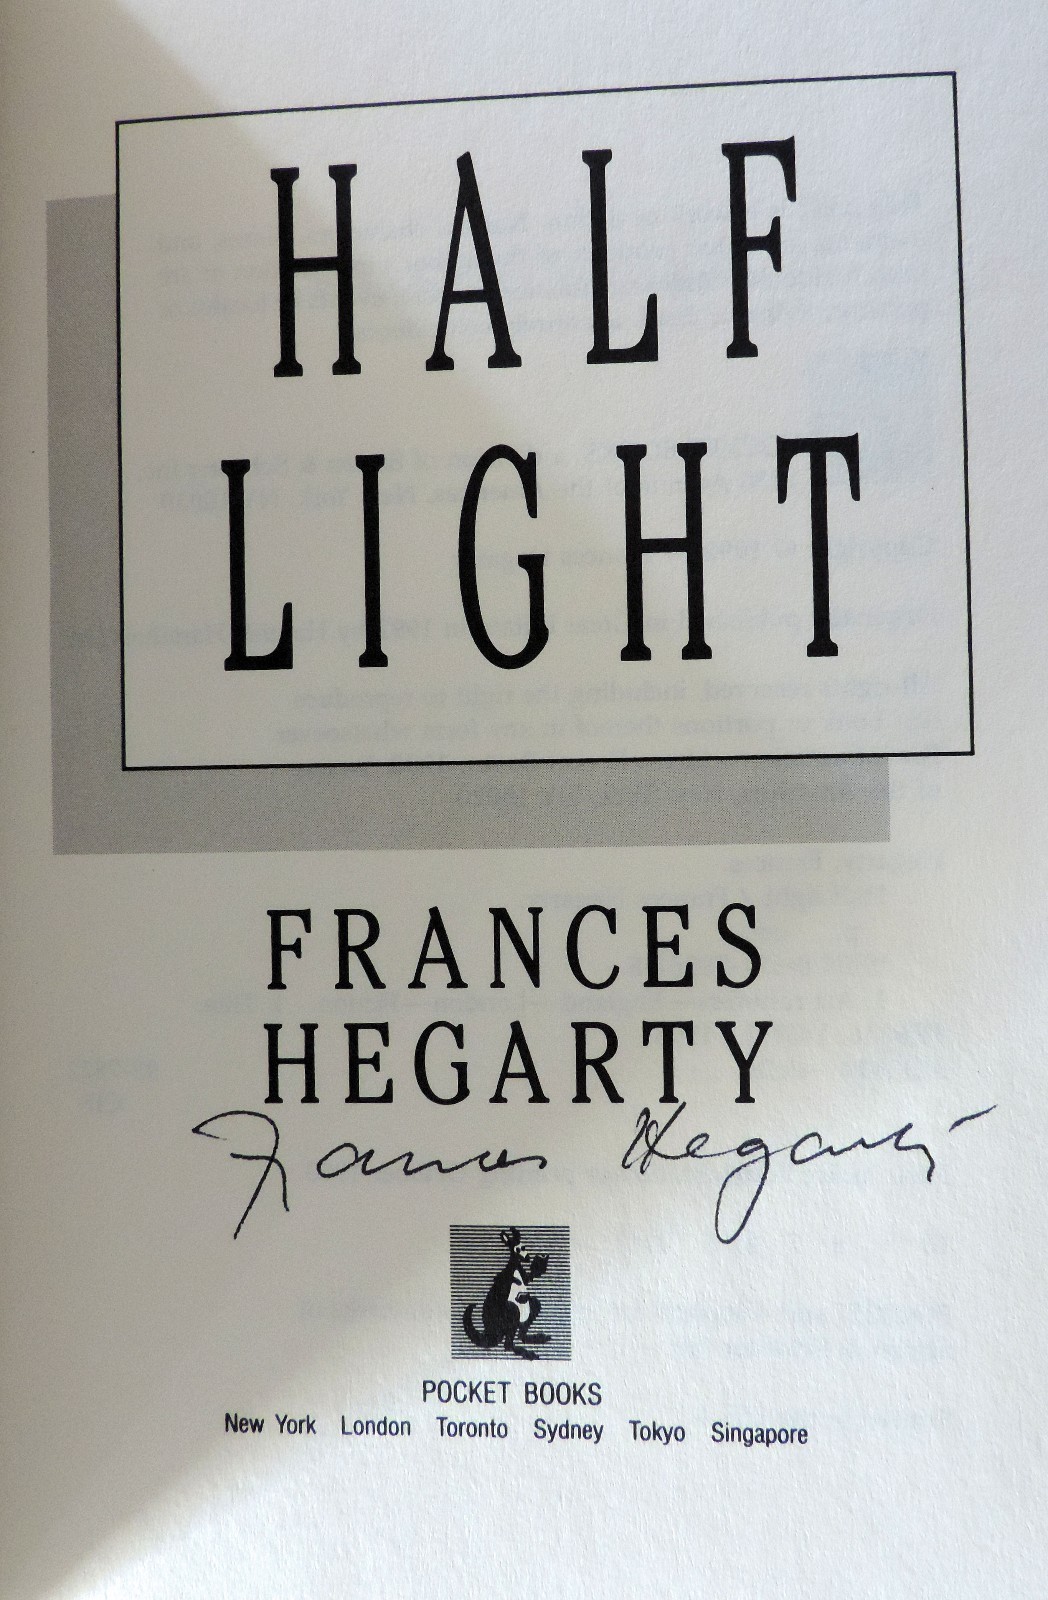 HALF
LIGHT
FRANCES
HEGARTY
Frances Hegarty
POCKET BOOKS
New York London Toronto Sydney Tokyo Singapore